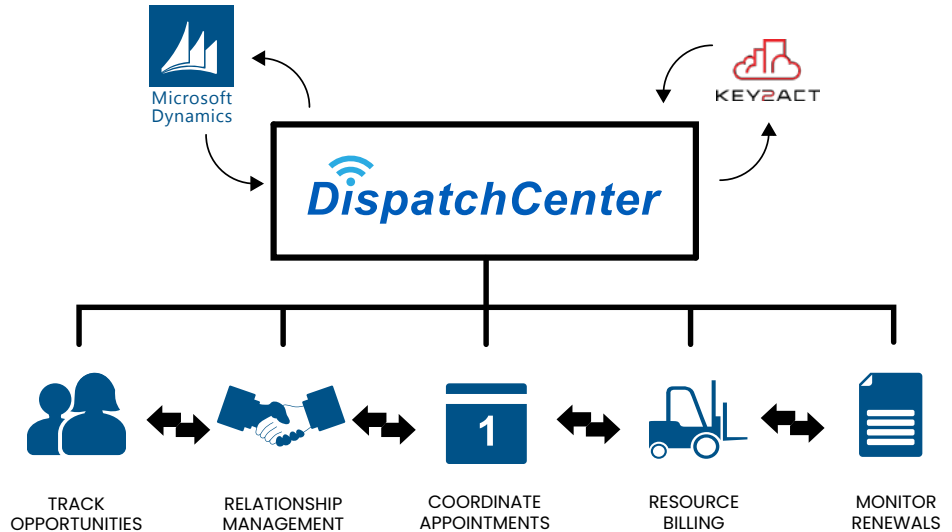 Microsoft
Dynamics
KEY2ACT
DispatchCenter
1
TRACK
OPPORTUNITIES
RELATIONSHIP
MANAGEMENT
COORDINATE
APPOINTMENTS
RESOURCE
BILLING
MONITOR
RENEWALS